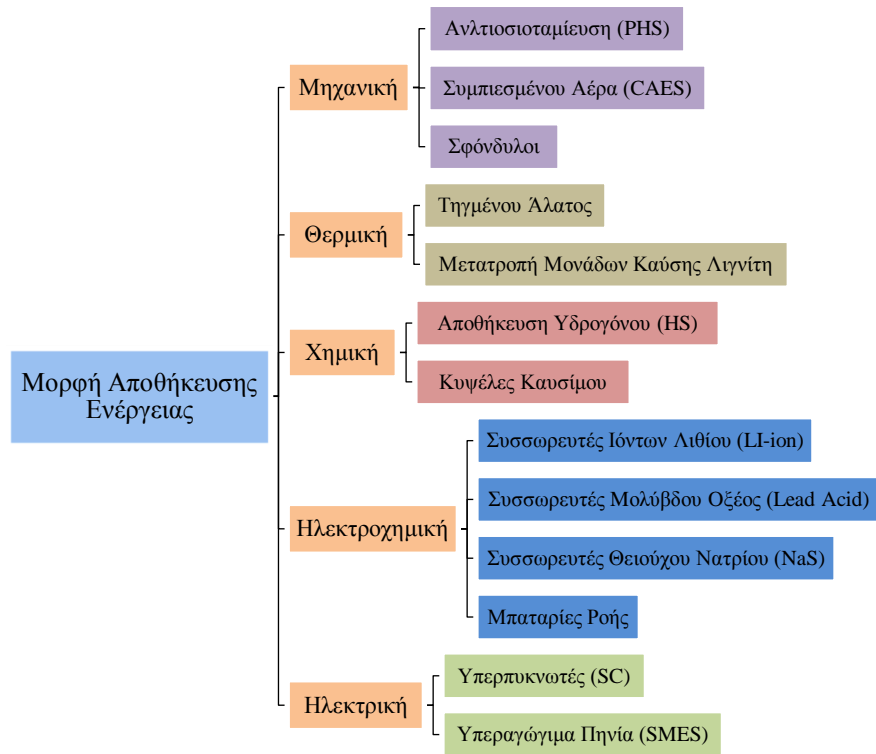 Μορφή Αποθήκευσης
Ενέργειας
Μηχανική
Ανλτιοσιοταμίευση (PHS)
Συμπιεσμένου Αέρα (CAES)
Σφόνδυλοι
Θερμική
Τηγμένου Άλατος
Μετατροπή Μονάδων Καύσης Λιγνίτη
Χημική
Αποθήκευση Υδρογόνου (HS)
Κυψέλες Καυσίμου
Ηλεκτροχημική
Συσσωρευτές Ιόντων Λιθίου (LI-ion)
Συσσωρευτές Μολύβδου Οξέος (Lead Acid)
Συσσωρευτές Θειούχου Νατρίου (NaS)
Μπαταρίες Ροής
Ηλεκτρική
Υπερπυκνωτές (SC)
Υπεραγώγιμα Πηνία (SMES)